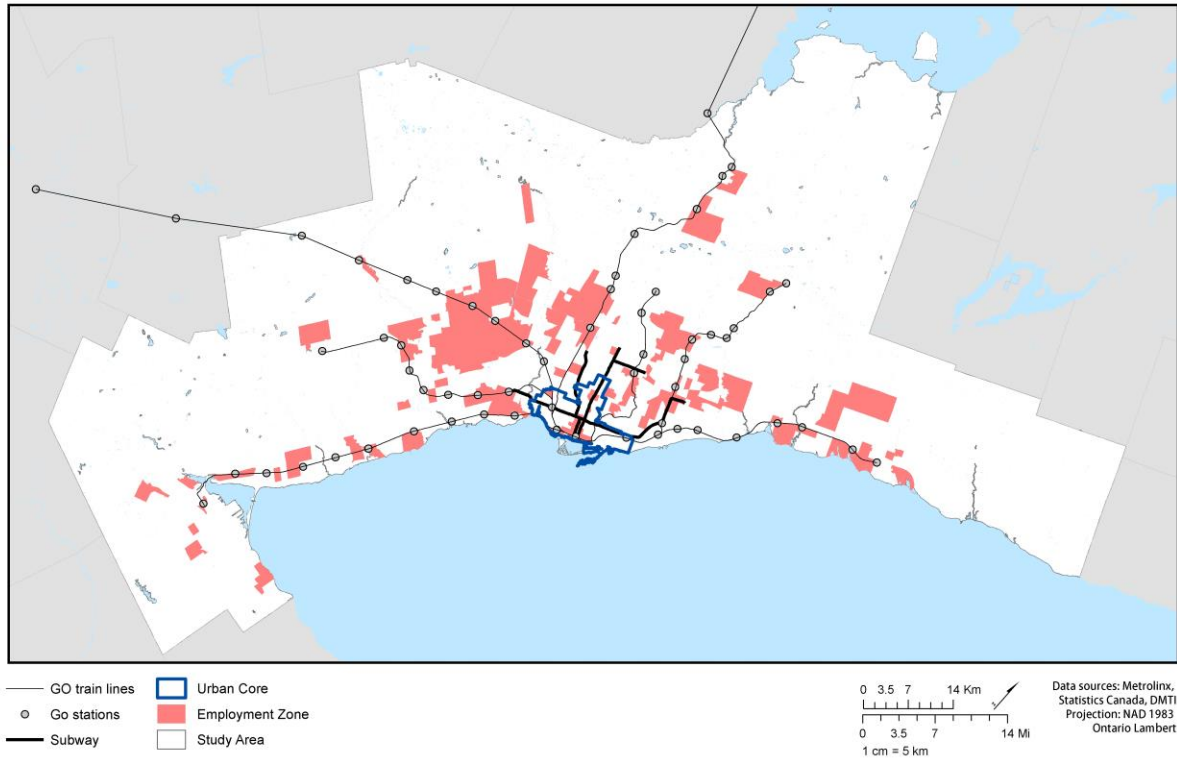 GO train lines
Go stations
Subway
Urban Core
Employment Zone
Study Area
0 3.5 7 14 Km
0 3.5 7 14 Mi
1 cm = 5 km
Data sources: Metrolinx,
Statistics Canada, DMTI
Projection: NAD 1983
Ontario Lambert